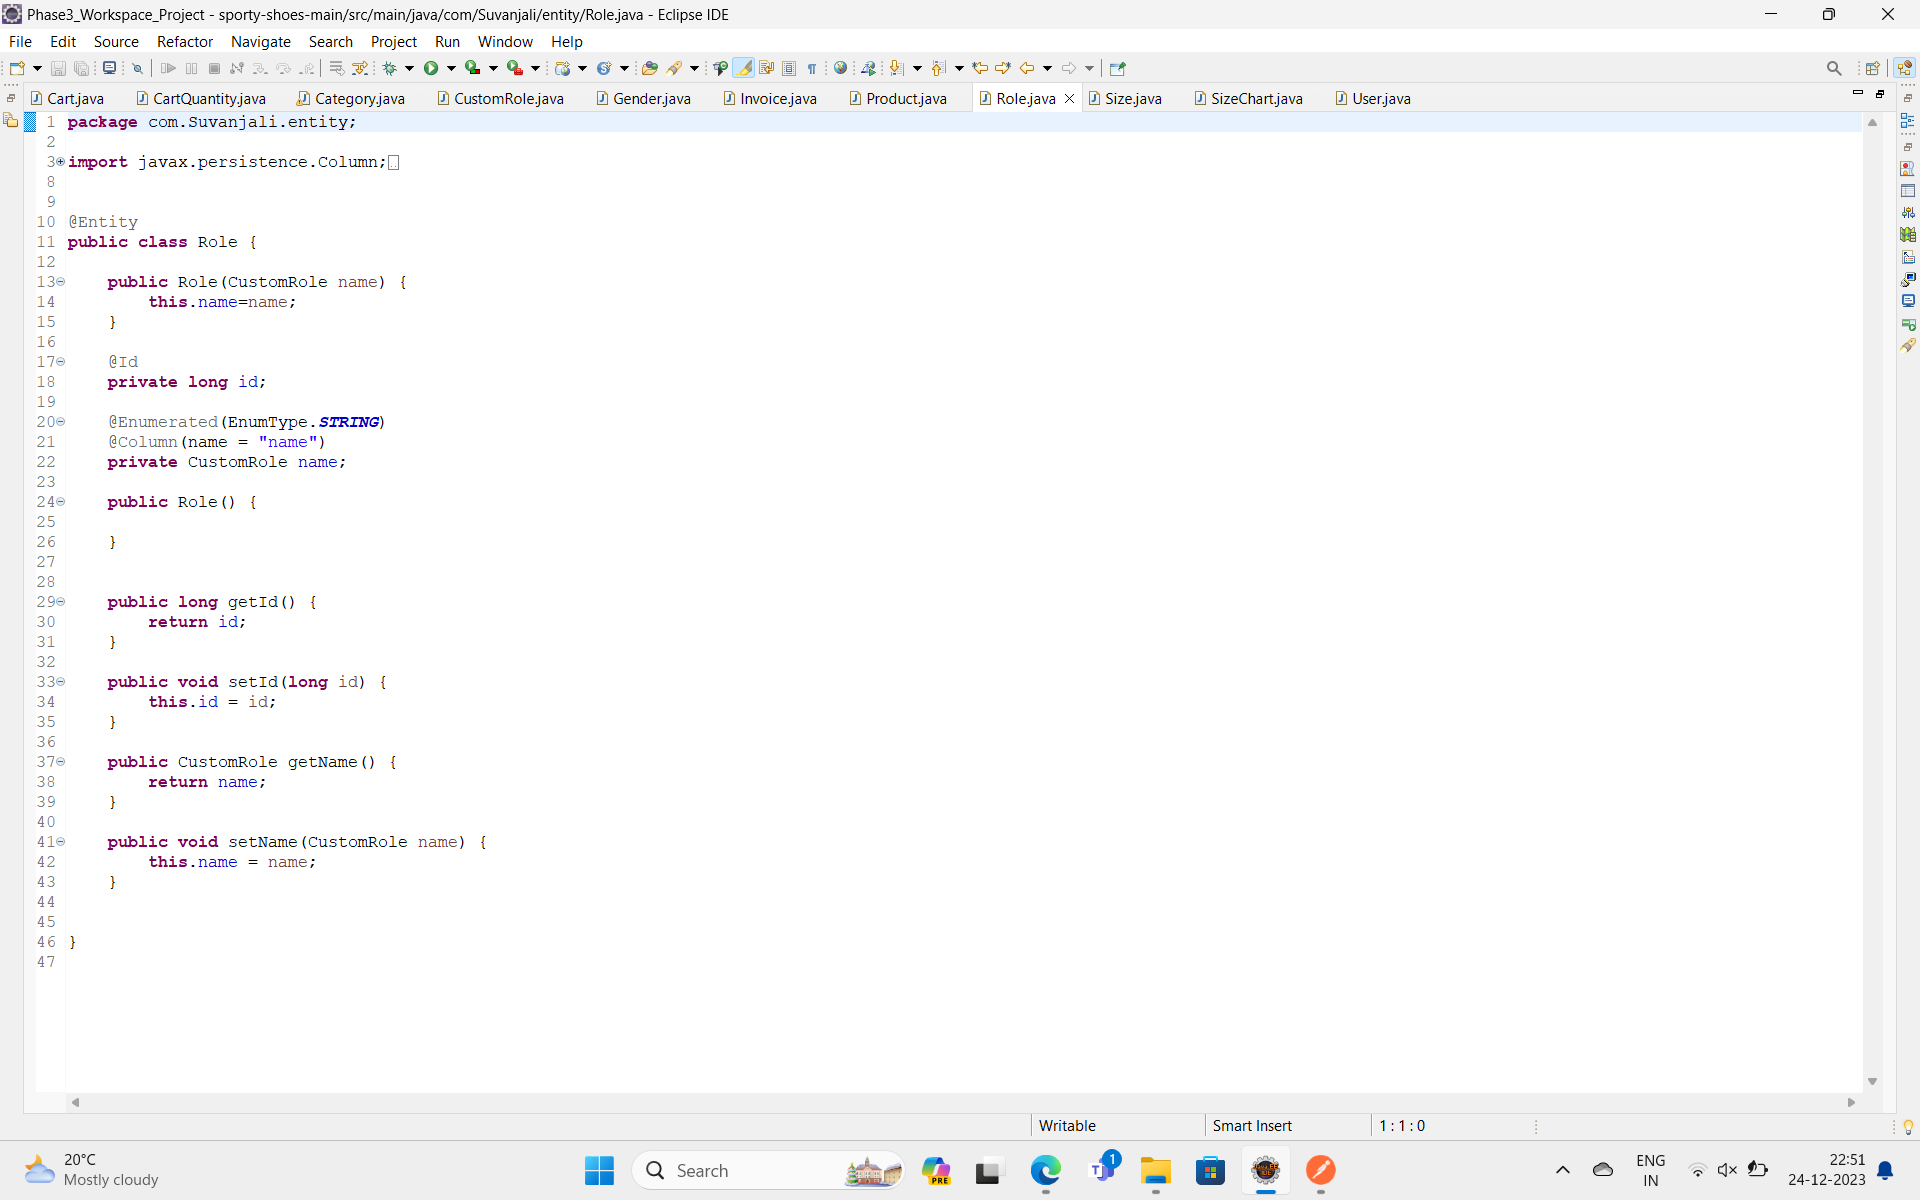 Phase3_Workspace_Project - sporty-shoes-main/src/main/java/com/Suvanjali/entity/Role.java - Eclipse IDE
File Edit Source Refactor Navigate Search Project Run Window Help
Cart.java CartQuantity.java Category.java CustomRole.java Gender.java Invoice.java Product.java Role.java Size.java SizeChart.java User.java
1 package com.Suvanjali.entity;
2
3 import javax.persistence.Column;
8
9
10 @Entity
11 public class Role {
12
13     public Role(CustomRole name) {
14         this.name=name;
15     }
16
17     @Id
18     private long id;
19
20     @Enumerated(EnumType.STRING)
21     @Column(name = "name")
22     private CustomRole name;
23
24     public Role() {
25
26     }
27
28
29     public long getId() {
30         return id;
31     }
32
33     public void setId(long id) {
34         this.id = id;
35     }
36
37     public CustomRole getName() {
38         return name;
39     }
40
41     public void setName(CustomRole name) {
42         this.name = name;
43     }
44
45
46 }
47
Writable Smart Insert 1 : 1 : 0
20°C
Mostly cloudy
Search
PRE
1
ENG
IN
22:51
24-12-2023